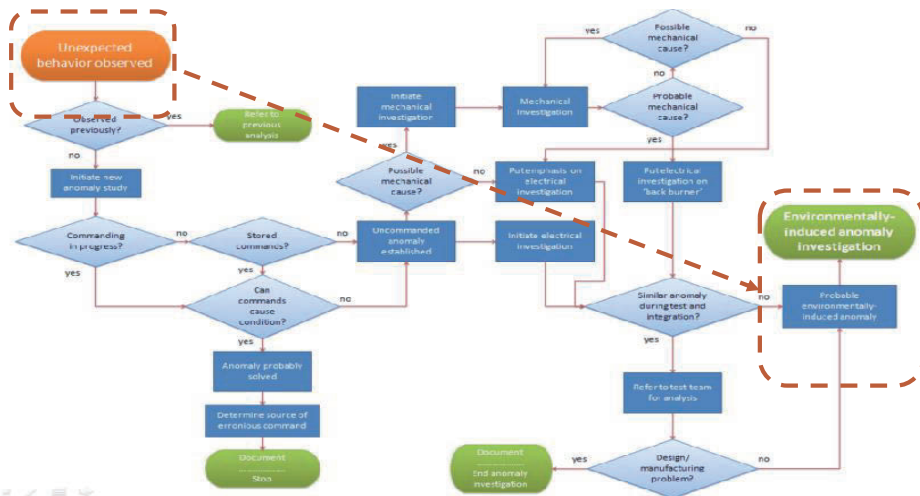 Unexpected
behavior observed
Observed
previously?
yes
Refer to
previous
analysis
no
Initiate new
anomaly study
Commanding
in progress?
no
Stored
commands?
no
Uncommanded
anomaly
established
yes
yes
Can
commands
cause
condition?
no
yes
Anomaly probably
solved
Determine source of
erronious command
Document
Stop
Possible
mechanical
cause?
yes
no
Initiate
mechanical
investigation
Mechanical
investigation
Probable
mechanical
cause?
no
yes
Possible
mechanical
cause?
yes
no
Put emphasis on
electrical
investigation
Put electrical
investigation on
'back burner'
Initiate electrical
investigation
Similar anomaly
during test and
integration?
no
yes
Environmentally-
induced anomaly
investigation
Probable
environmentally-
induced anomaly
Refer to test team
for analysis
Design/
manufacturing
problem?
yes
no
Document
End anomaly
investigation